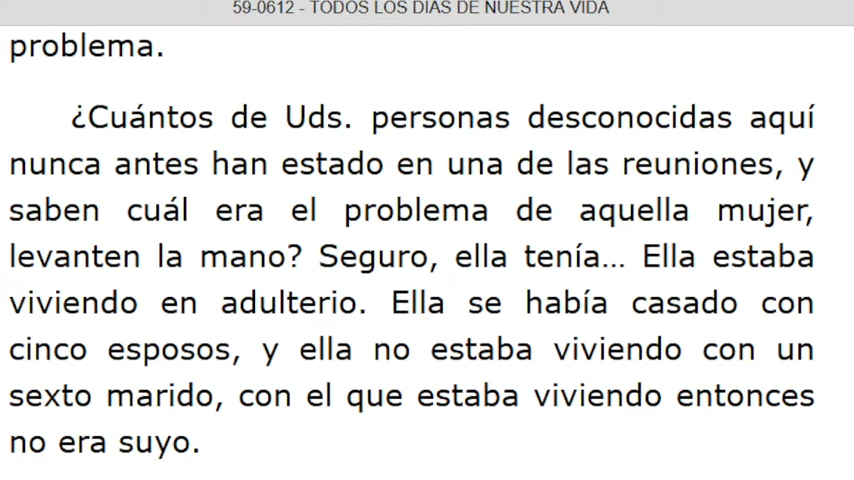 59-0612 - TODOS LOS DIAS DE NUESTRA VIDA
problema.
¿Cuántos de Uds. personas desconocidas aquí
nunca antes han estado en una de las reuniones, y
saben cuál era el problema de aquella mujer,
levanten la mano? Seguro, ella tenía... Ella estaba
viviendo en adulterio. Ella se había casado con
cinco esposos, y ella no estaba viviendo con un
sexto marido, con el que estaba viviendo entonces
no era suyo.